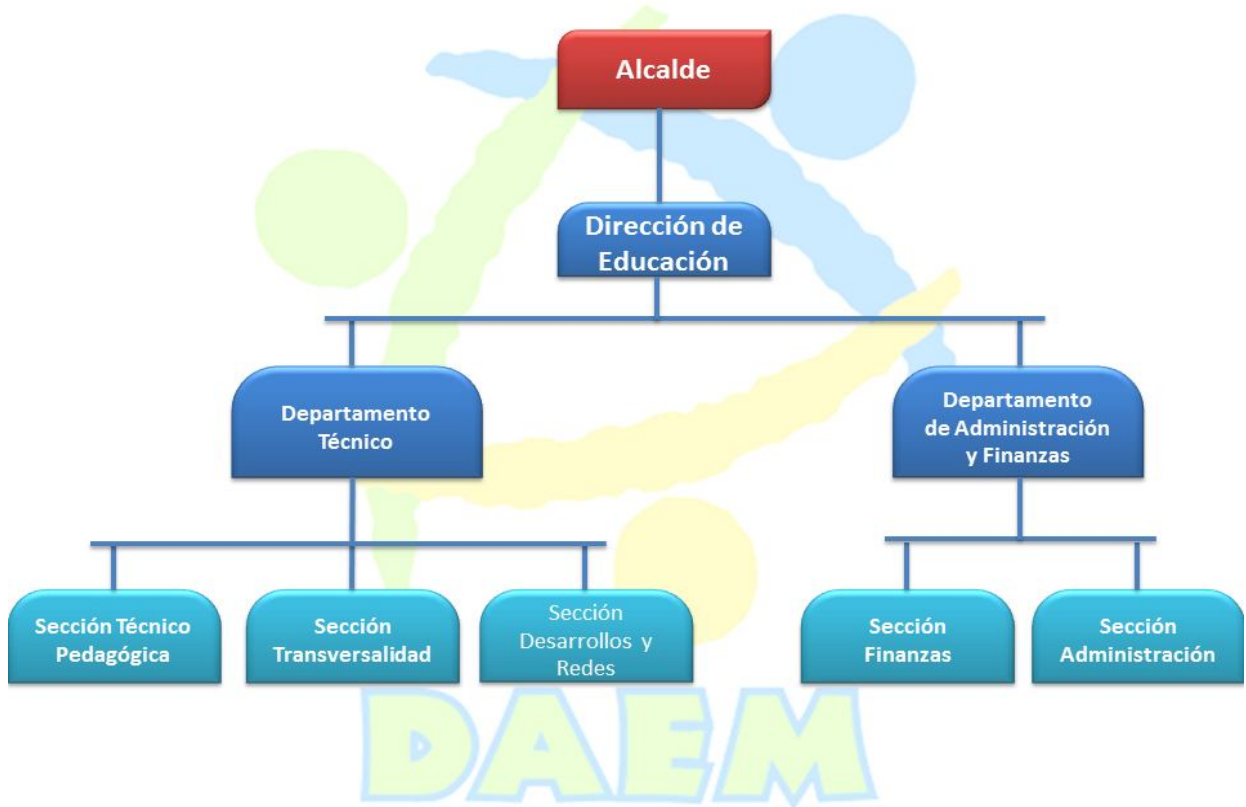 Alcalde
Dirección de
Educación
Departamento
Técnico
Departamento
de Administración
y Finanzas
Sección Técnico
Pedagógica
Sección
Transversalidad
Sección
Desarrollos y
Redes
Sección
Finanzas
Sección
Administración
DAEM